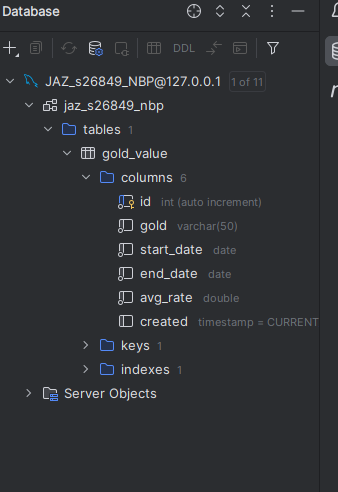 Database
DDL
JAZ_s26849_NBP@127.0.0.1 1 of 11
jaz_s26849_nbp
tables 1
gold_value
columns 6
id int (auto increment)
gold varchar(50)
start_date date
end_date date
avg_rate double
created timestamp = CURRENT
keys 1
indexes 1
Server Objects